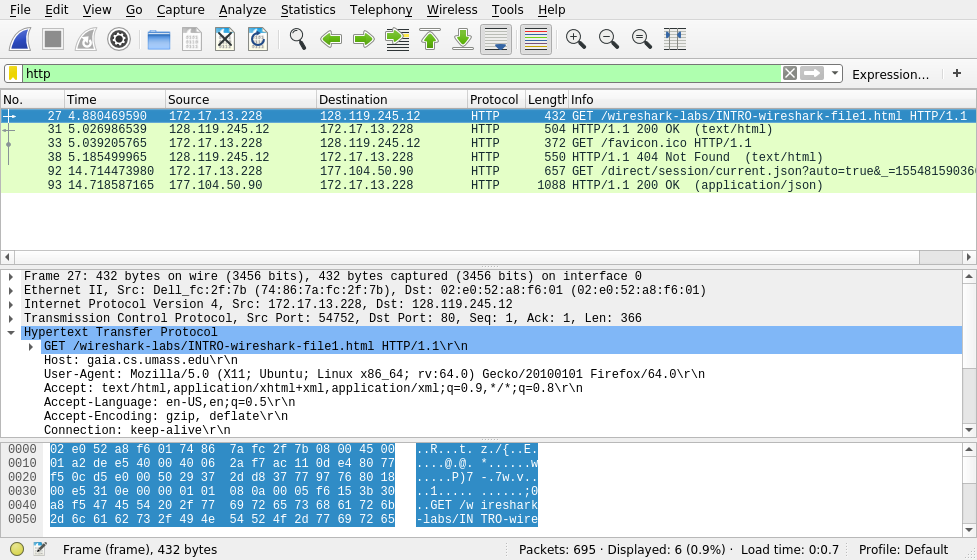 File Edit View Go Capture Analyze Statistics Telephony Wireless Tools Help
http
Expression…
+
No. Time Source Destination Protocol Length Info
27 4.880469590 172.17.13.228 128.119.245.12 HTTP 432 GET /wireshark-labs/INTRO-wireshark-file1.html HTTP/1.1
31 5.026986539 128.119.245.12 172.17.13.228 HTTP 504 HTTP/1.1 200 OK  (text/html)
33 5.039205765 172.17.13.228 128.119.245.12 HTTP 372 GET /favicon.ico HTTP/1.1
38 5.185499965 128.119.245.12 172.17.13.228 HTTP 550 HTTP/1.1 404 Not Found  (text/html)
92 14.714473980 172.17.13.228 177.104.50.90 HTTP 657 GET /direct/session/current.json?auto=true&_=155481590360
93 14.718587165 177.104.50.90 172.17.13.228 HTTP 1088 HTTP/1.1 200 OK  (application/json)
Frame 27: 432 bytes on wire (3456 bits), 432 bytes captured (3456 bits) on interface 0
Ethernet II, Src: Dell_fc:2f:7b (74:86:7a:fc:2f:7b), Dst: 02:e0:52:a8:f6:01 (02:e0:52:a8:f6:01)
Internet Protocol Version 4, Src: 172.17.13.228, Dst: 128.119.245.12
Transmission Control Protocol, Src Port: 54752, Dst Port: 80, Seq: 1, Ack: 1, Len: 366
Hypertext Transfer Protocol
GET /wireshark-labs/INTRO-wireshark-file1.html HTTP/1.1\r\n
Host: gaia.cs.umass.edu\r\n
User-Agent: Mozilla/5.0 (X11; Ubuntu; Linux x86_64; rv:64.0) Gecko/20100101 Firefox/64.0\r\n
Accept: text/html,application/xhtml+xml,application/xml;q=0.9,*/*;q=0.8\r\n
Accept-Language: en-US,en;q=0.5\r\n
Accept-Encoding: gzip, deflate\r\n
Connection: keep-alive\r\n
0000 02 e0 52 a8 f6 01 74 86 7a fc 2f 7b 08 00 45 00 ..R...t. z./{..E.
0010 01 a2 de e5 40 00 40 06 2a f7 ac 11 0d e4 80 77 ....@.@. *......w
0020 f5 0c d5 e0 00 50 29 37 2d d8 37 77 97 76 80 18 .....P)7 -.7w.v..
0030 00 e5 31 0e 00 00 01 01 08 0a 00 05 f6 15 3b 30 ..1..... ......;0
0040 a8 f5 47 45 54 20 2f 77 69 72 65 73 68 61 72 6b ..GET /w ireshark
0050 2d 6c 61 62 73 2f 49 4e 54 52 4f 2d 77 69 72 65 -labs/IN TRO-wire
Frame (frame), 432 bytes Packets: 695 · Displayed: 6 (0.9%) · Load time: 0:0.7 Profile: Default